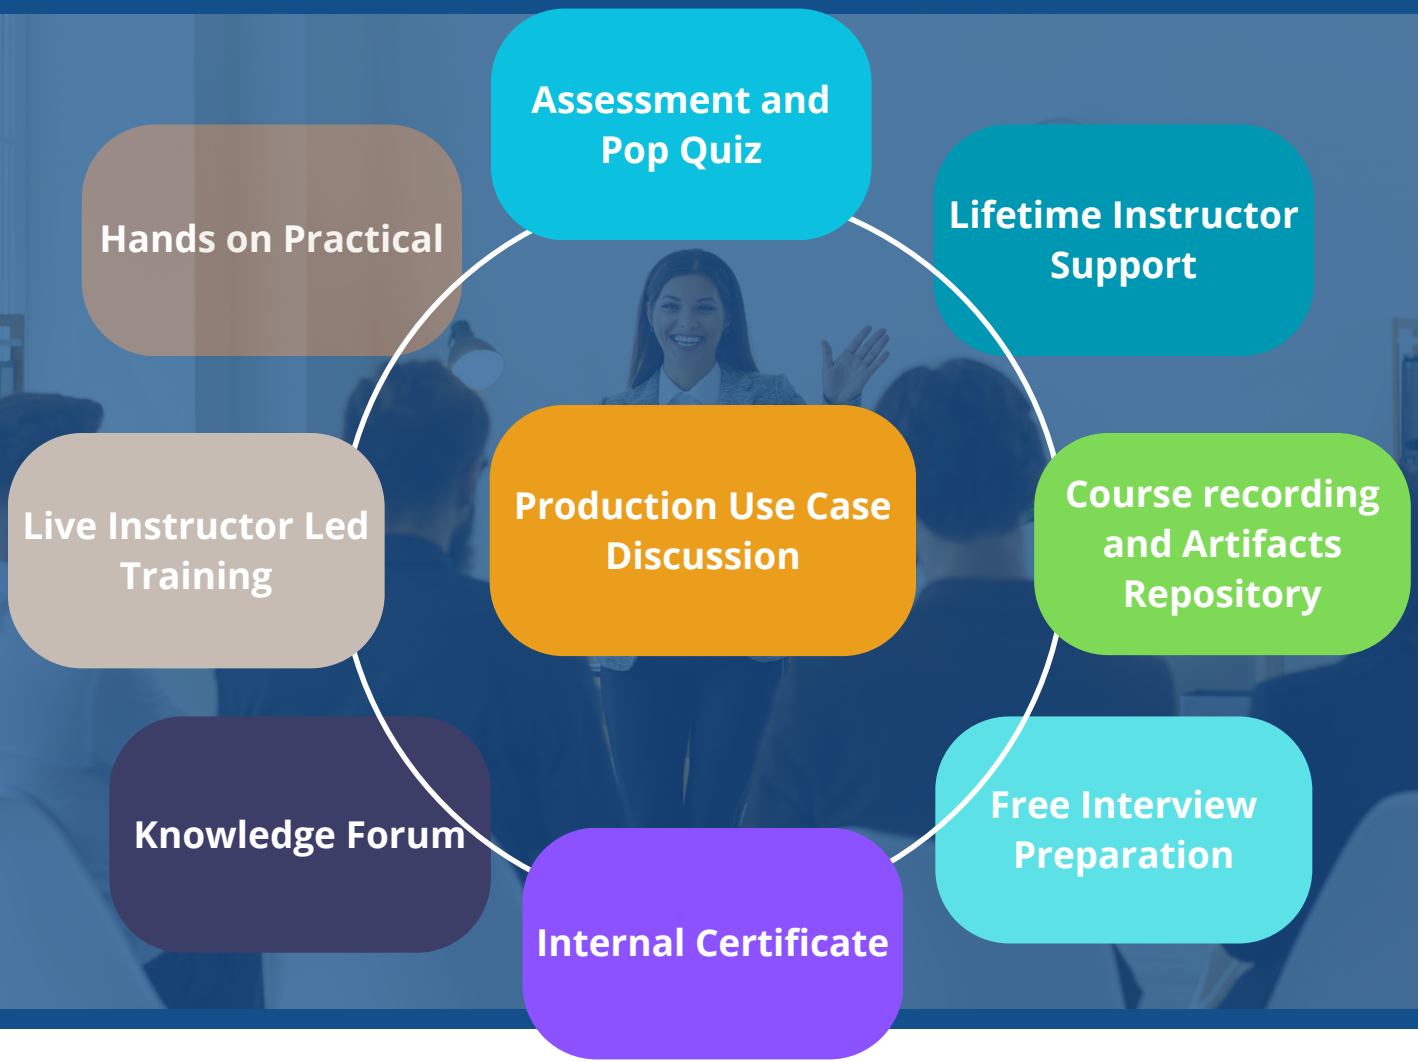 Assessment and
Pop Quiz
Hands on Practical
Lifetime Instructor
Support
Live Instructor Led
Training
Production Use Case
Discussion
Course recording
and Artifacts
Repository
Knowledge Forum
Free Interview
Preparation
Internal Certificate